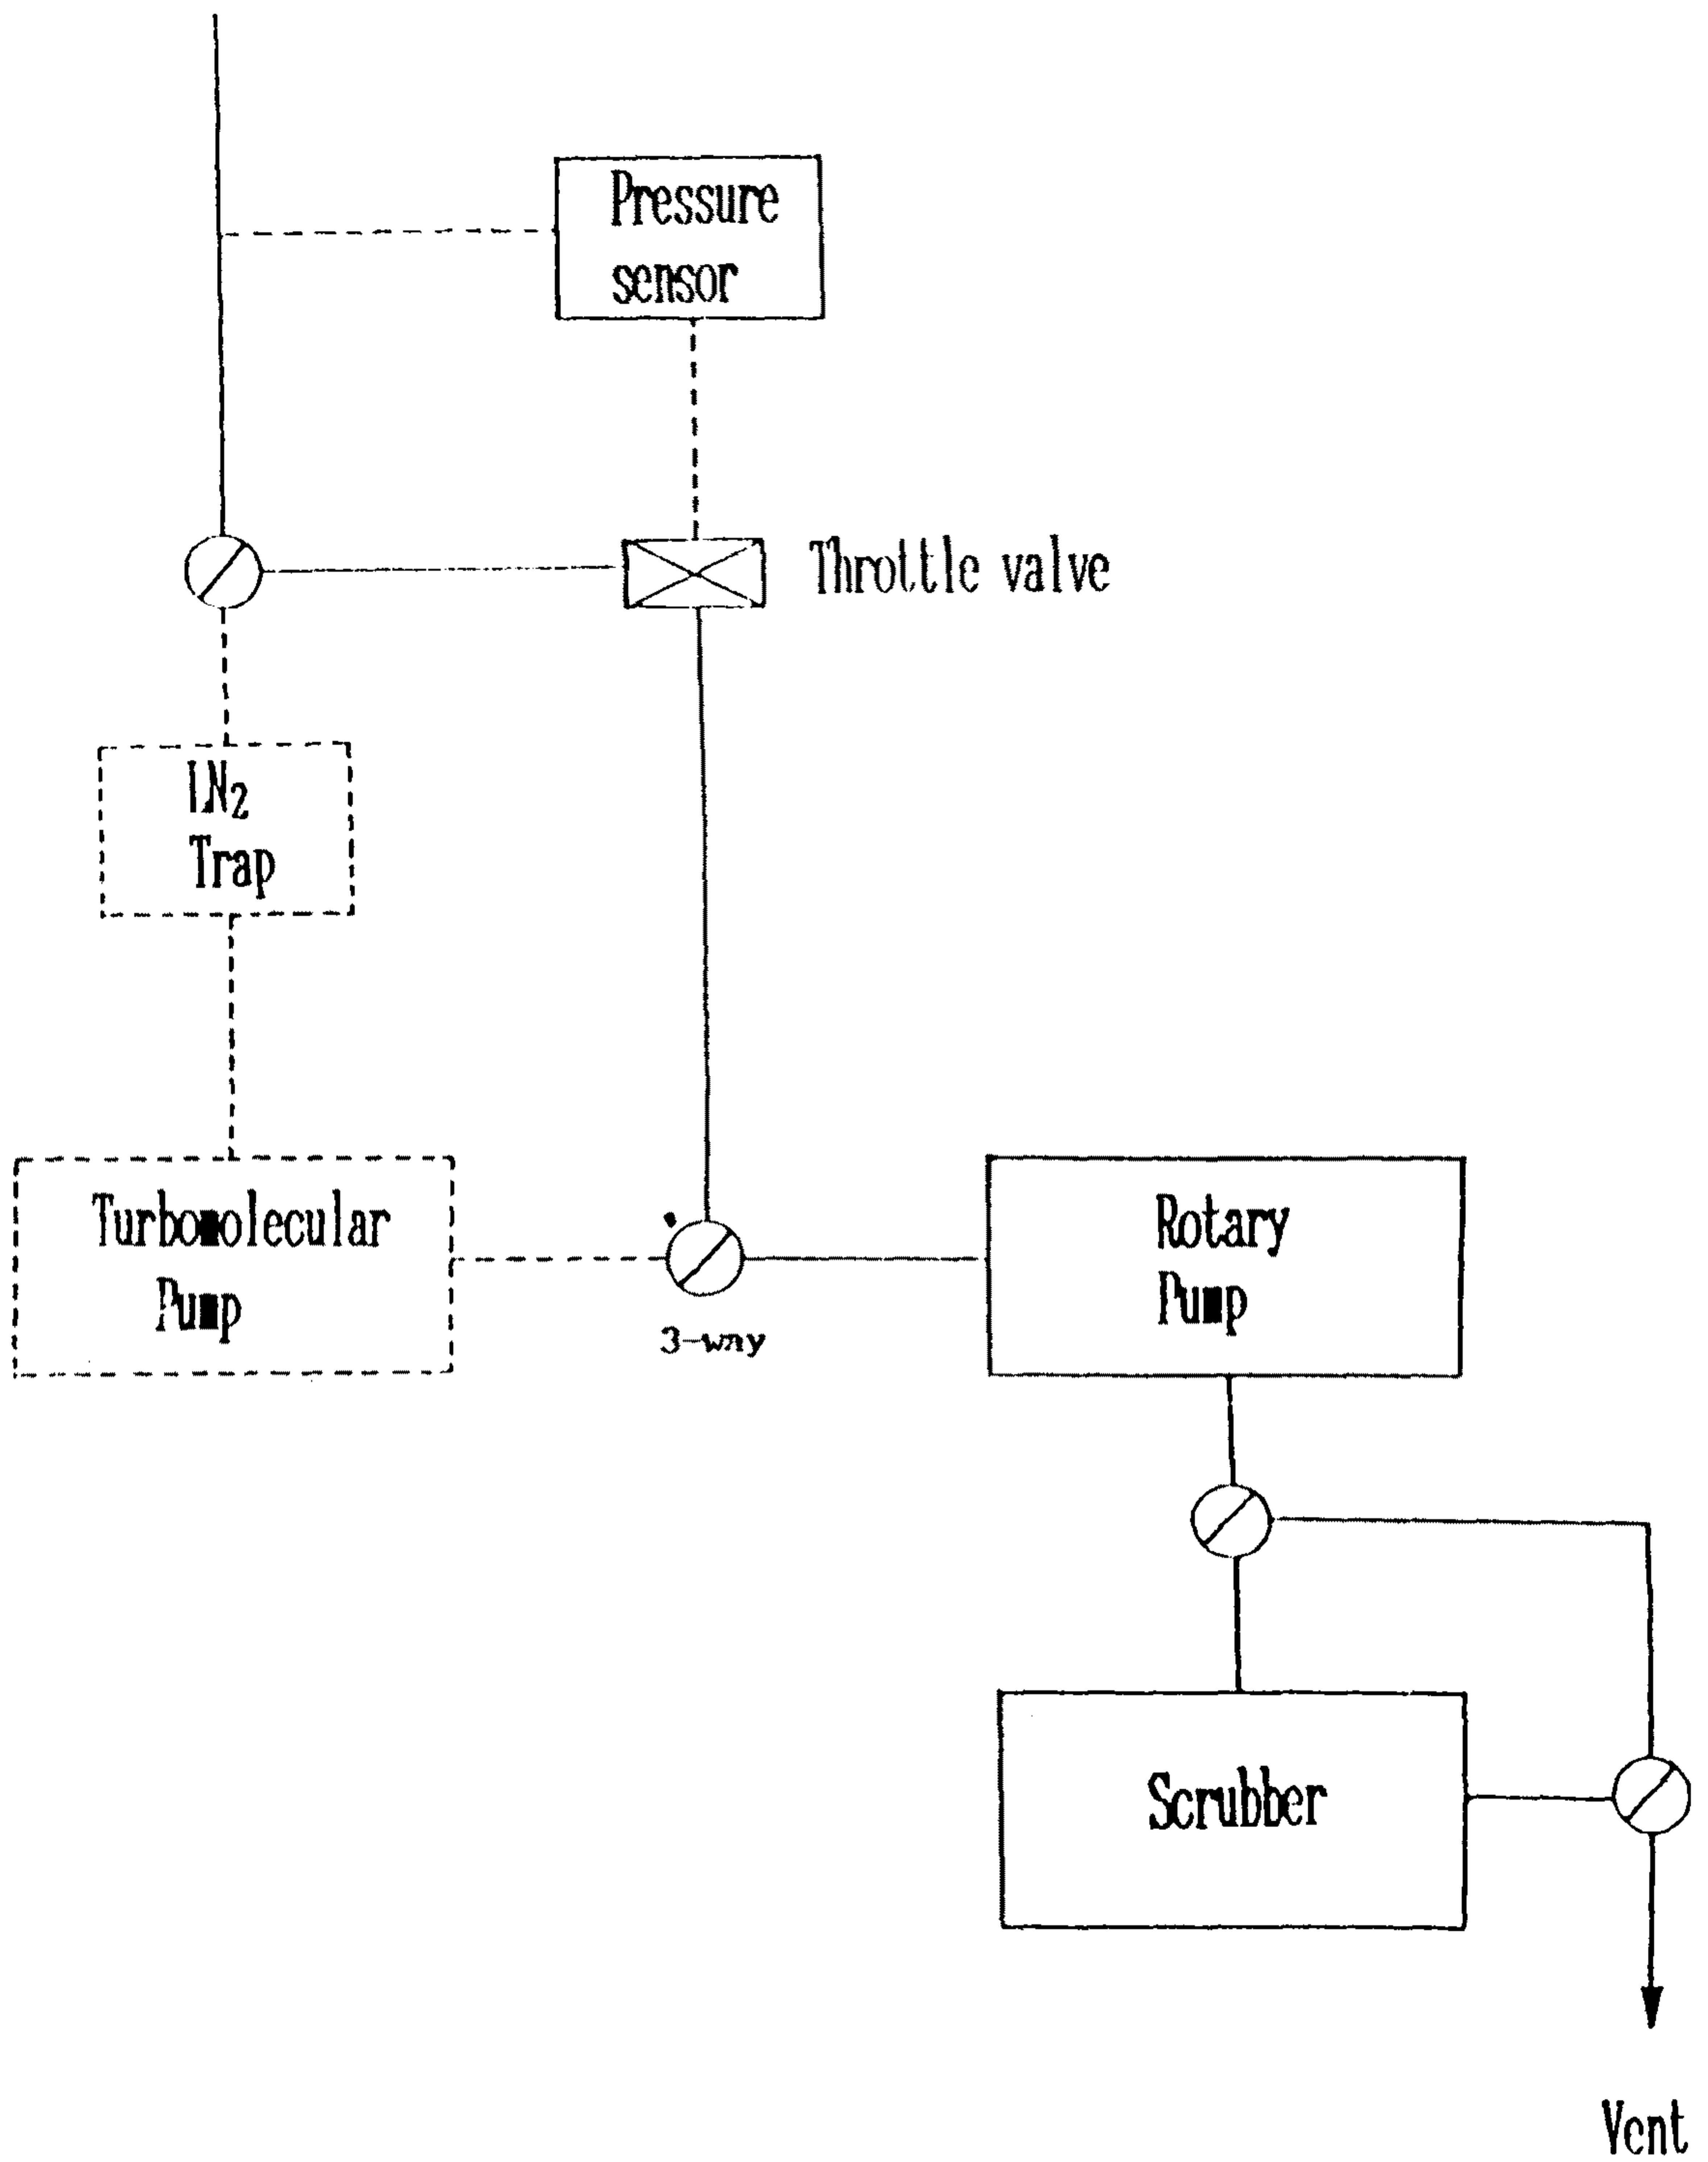 Pressure
sensor
Throttle valve
LN2
Trap
Turbomolecular
Pump
3-way
Rotary
Pump
Scrubber
Vent